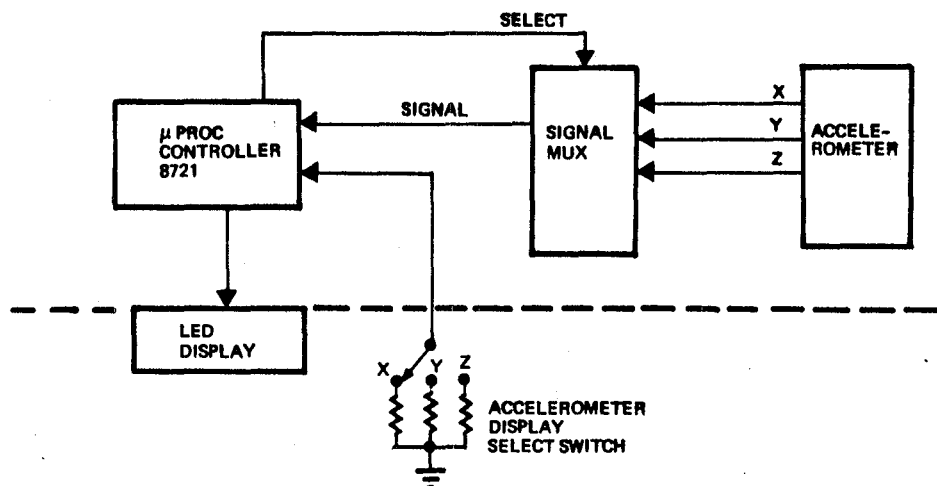 SELECT
SIGNAL
μ PROC
CONTROLLER
8721
SIGNAL
MUX
X
Y
Z
ACCELE-
ROMETER
LED
DISPLAY
X
Y
Z
ACCELEROMETER
DISPLAY
SELECT SWITCH